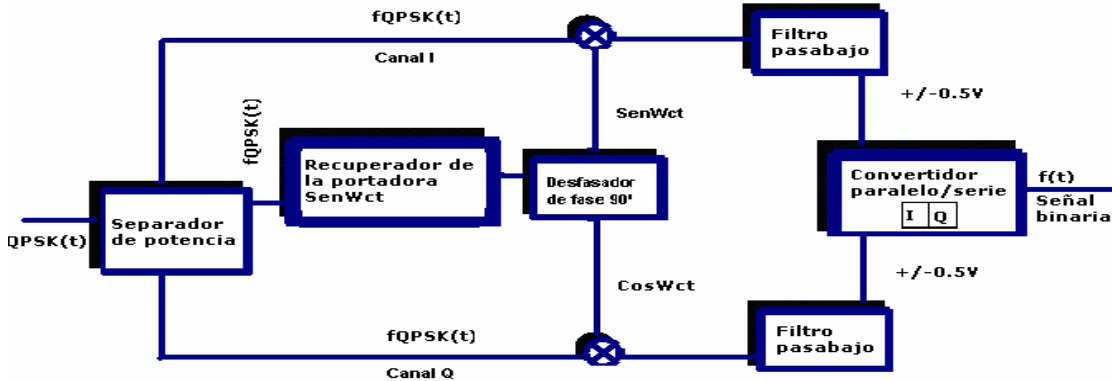 fQPSK(t)
Canal I
Filtro
pasabajo
+/-0.5V
SenWct
fQPSK(t)
Recuperador de
la portadora
SenWct
Desfasador
de fase 90'
Convertidor
paralelo/serie
I Q
f(t)
Señal
binaria
QPSK(t)
Separador
de potencia
+/-0.5V
CosWct
fQPSK(t)
Canal Q
Filtro
pasabajo